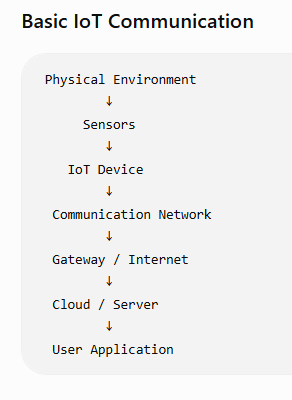 Basic IoT Communication
Physical Environment
↓
Sensors
↓
IoT Device
↓
Communication Network
↓
Gateway / Internet
↓
Cloud / Server
↓
User Application